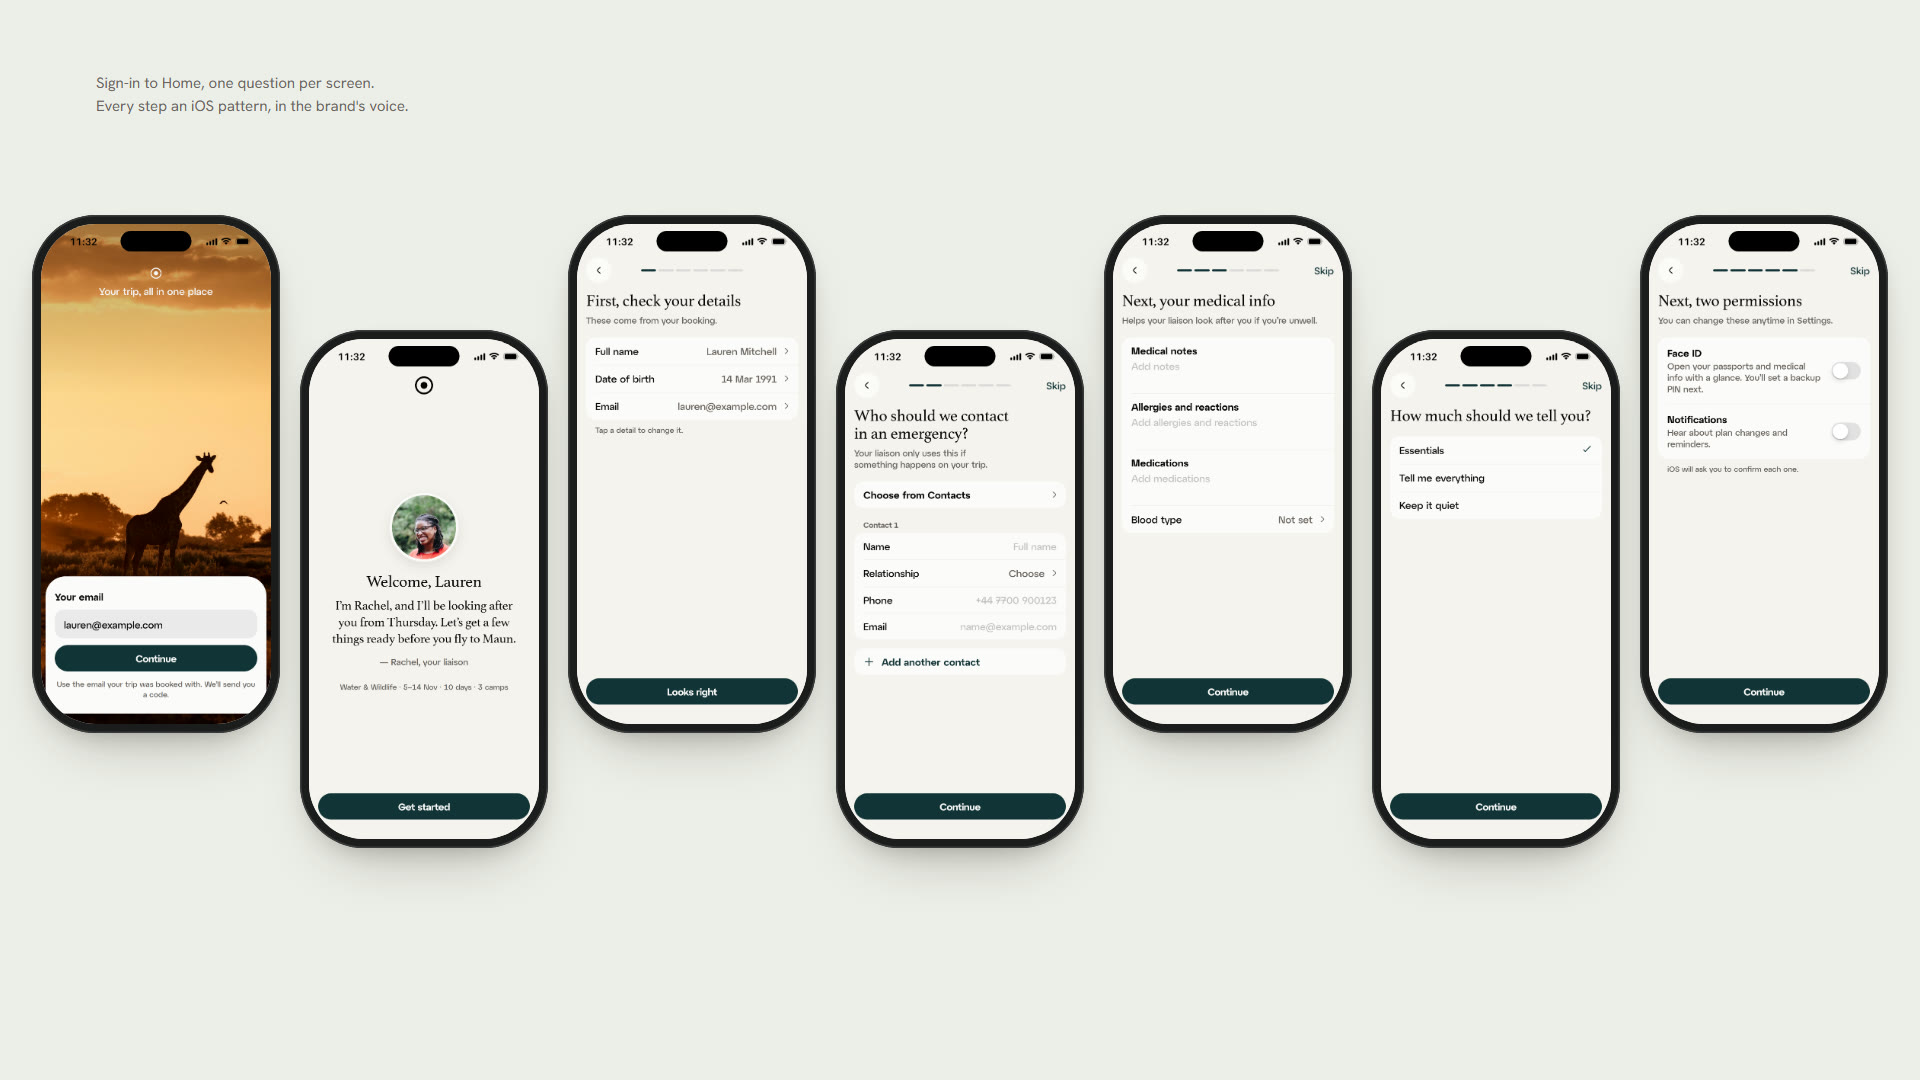 Sign-in to Home, one question per screen.
Every step an iOS pattern, in the brand's voice.
11:32
Your trip, all in one place
Your email
lauren@example.com
Continue
Use the email your trip was booked with. We'll send you
a code.
11:32
Welcome, Lauren
I'm Rachel, and I'll be looking after
you from Thursday. Let's get a few
things ready before you fly to Maun.
— Rachel, your liaison
Water & Wildlife · 5–14 Nov · 10 days · 3 camps
Get started
11:32
First, check your details
These come from your booking.
Full name Lauren Mitchell
Date of birth 14 Mar 1991
Email lauren@example.com
Tap a detail to change it.
Looks right
11:32
Skip
Who should we contact
in an emergency?
Your liaison only uses this if
something happens on your trip.
Choose from Contacts
Contact 1
Name Full name
Relationship Choose
Phone +44 7700 900123
Email name@example.com
Add another contact
Continue
11:32
Skip
Next, your medical info
Helps your liaison look after you if you're unwell.
Medical notes
Add notes
Allergies and reactions
Add allergies and reactions
Medications
Add medications
Blood type Not set
Continue
11:32
Skip
How much should we tell you?
Essentials
Tell me everything
Keep it quiet
Continue
11:32
Skip
Next, two permissions
You can change these anytime in Settings.
Face ID
Open your passports and medical
info with a glance. You'll set a backup
PIN next.
Notifications
Hear about plan changes and
reminders.
iOS will ask you to confirm each one.
Continue